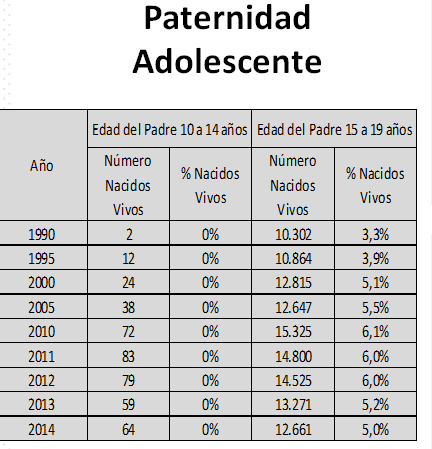 Paternidad
Adolescente
Año | Edad del Padre 10 a 14 años | Edad del Padre 15 a 19 años
Número Nacidos Vivos | % Nacidos Vivos | Número Nacidos Vivos | % Nacidos Vivos
1990 | 2 | 0% | 10.302 | 3,3%
1995 | 12 | 0% | 10.864 | 3,9%
2000 | 24 | 0% | 12.815 | 5,1%
2005 | 38 | 0% | 12.647 | 5,5%
2010 | 72 | 0% | 15.325 | 6,1%
2011 | 83 | 0% | 14.800 | 6,0%
2012 | 79 | 0% | 14.525 | 6,0%
2013 | 59 | 0% | 13.271 | 5,2%
2014 | 64 | 0% | 12.661 | 5,0%